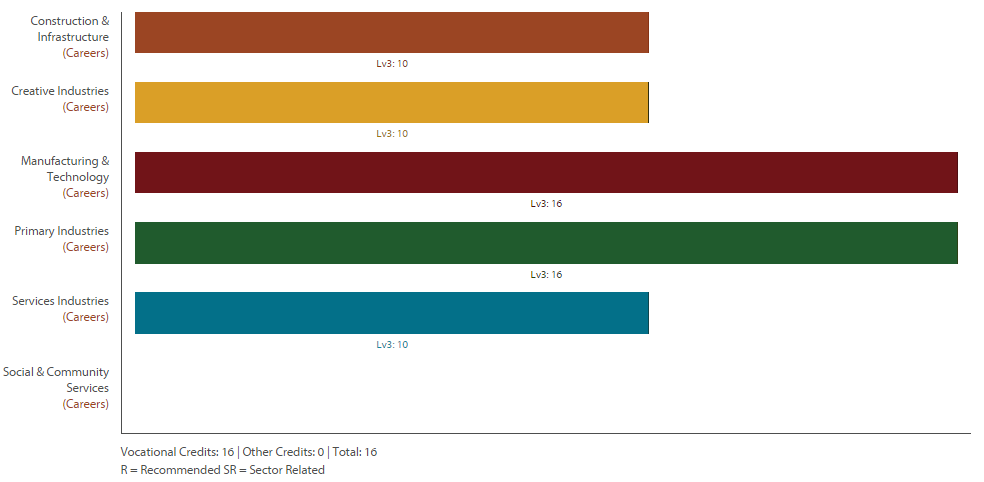 Construction &
Infrastructure
(Careers)
Lv3: 10
Creative Industries
(Careers)
Lv3: 10
Manufacturing &
Technology
(Careers)
Lv3: 16
Primary Industries
(Careers)
Lv3: 16
Services Industries
(Careers)
Lv3: 10
Social & Community
Services
(Careers)
Vocational Credits: 16 | Other Credits: 0 | Total: 16
R = Recommended SR = Sector Related